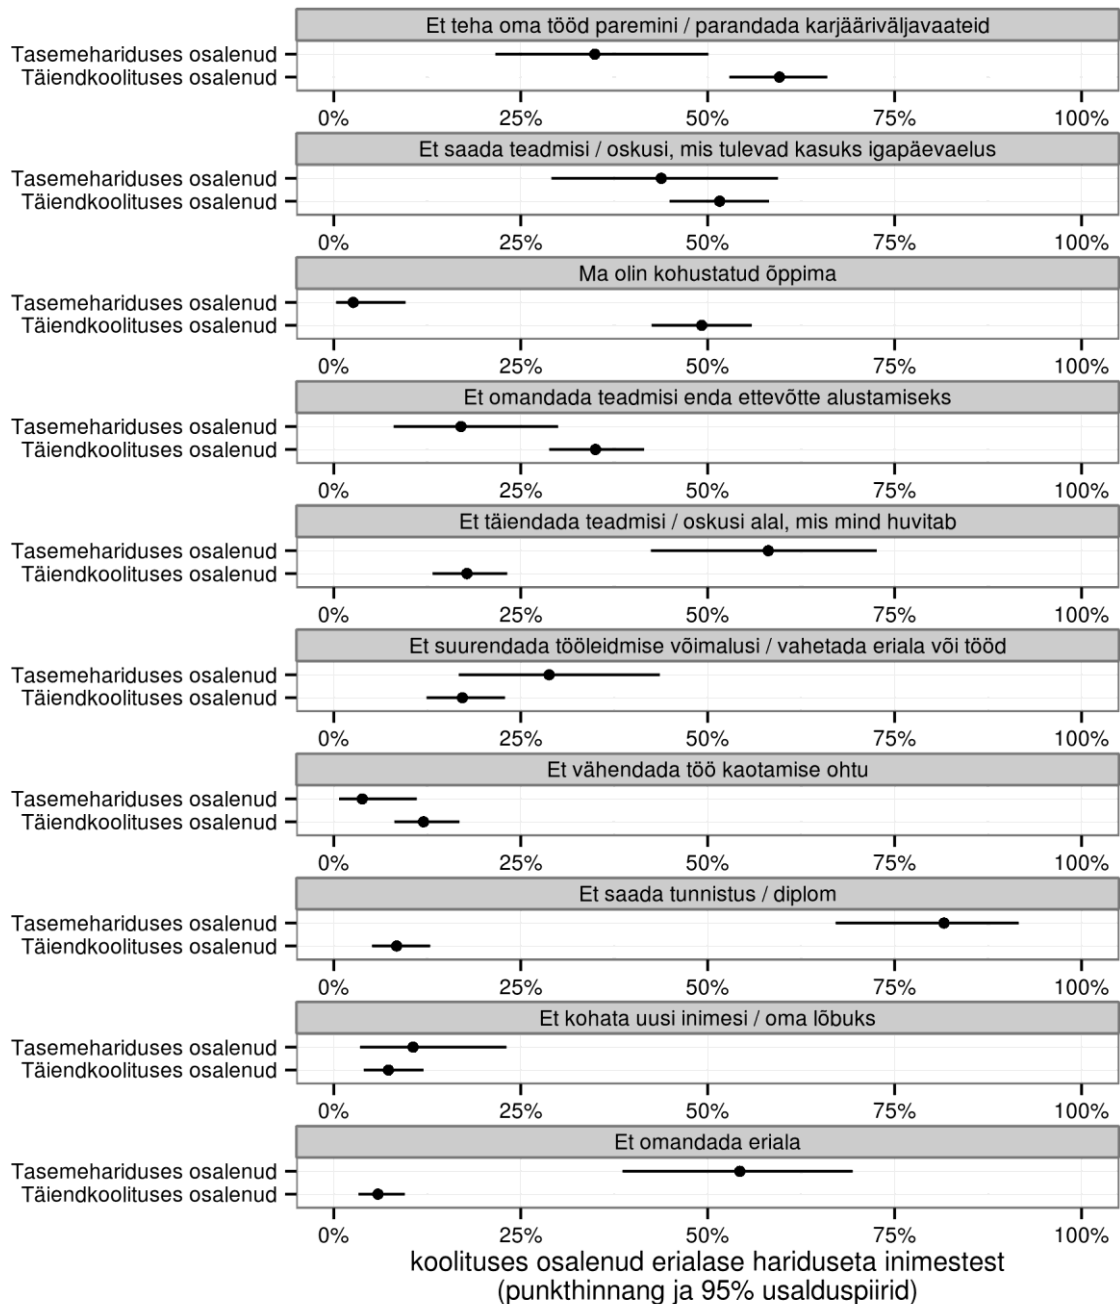 Et teha oma tööd paremini / parandada karjääriväljavaateid
Tasemehariduses osalenud
Täiendkoolituses osalenud
0% 25% 50% 75% 100%
Et saada teadmisi / oskusi, mis tulevad kasuks igapäevaelus
Tasemehariduses osalenud
Täiendkoolituses osalenud
0% 25% 50% 75% 100%
Ma olin kohustatud õppima
Tasemehariduses osalenud
Täiendkoolituses osalenud
0% 25% 50% 75% 100%
Et omandada teadmisi enda ettevõtte alustamiseks
Tasemehariduses osalenud
Täiendkoolituses osalenud
0% 25% 50% 75% 100%
Et täiendada teadmisi / oskusi alal, mis mind huvitab
Tasemehariduses osalenud
Täiendkoolituses osalenud
0% 25% 50% 75% 100%
Et suurendada tööleidmise võimalusi / vahetada eriala või tööd
Tasemehariduses osalenud
Täiendkoolituses osalenud
0% 25% 50% 75% 100%
Et vähendada töö kaotamise ohtu
Tasemehariduses osalenud
Täiendkoolituses osalenud
0% 25% 50% 75% 100%
Et saada tunnistus / diplom
Tasemehariduses osalenud
Täiendkoolituses osalenud
0% 25% 50% 75% 100%
Et kohata uusi inimesi / oma lõbuks
Tasemehariduses osalenud
Täiendkoolituses osalenud
0% 25% 50% 75% 100%
Et omandada eriala
Tasemehariduses osalenud
Täiendkoolituses osalenud
0% 25% 50% 75% 100%
koolituses osalenud erialase hariduseta inimestest
(punkthinnang ja 95% usalduspiirid)